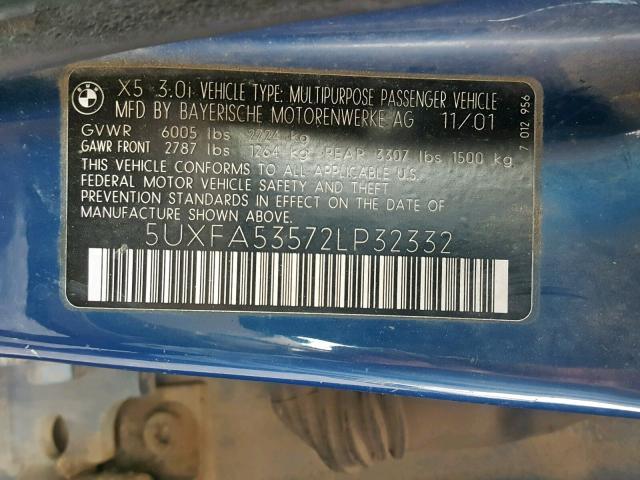 BMW
X5 3.0i VEHICLE TYPE: MULTIPURPOSE PASSENGER VEHICLE
MFD BY BAYERISCHE MOTORENWERKE AG 11/01
GVWR 6005 lbs 2724 kg
GAWR FRONT 2787 lbs 1264 kg, REAR 3307 lbs 1500 kg
THIS VEHICLE CONFORMS TO ALL APPLICABLE U.S.
FEDERAL MOTOR VEHICLE SAFETY AND THEFT
PREVENTION STANDARDS IN EFFECT ON THE DATE OF
MANUFACTURE SHOWN ABOVE.
5UXFA53572LP32332
7 012 956